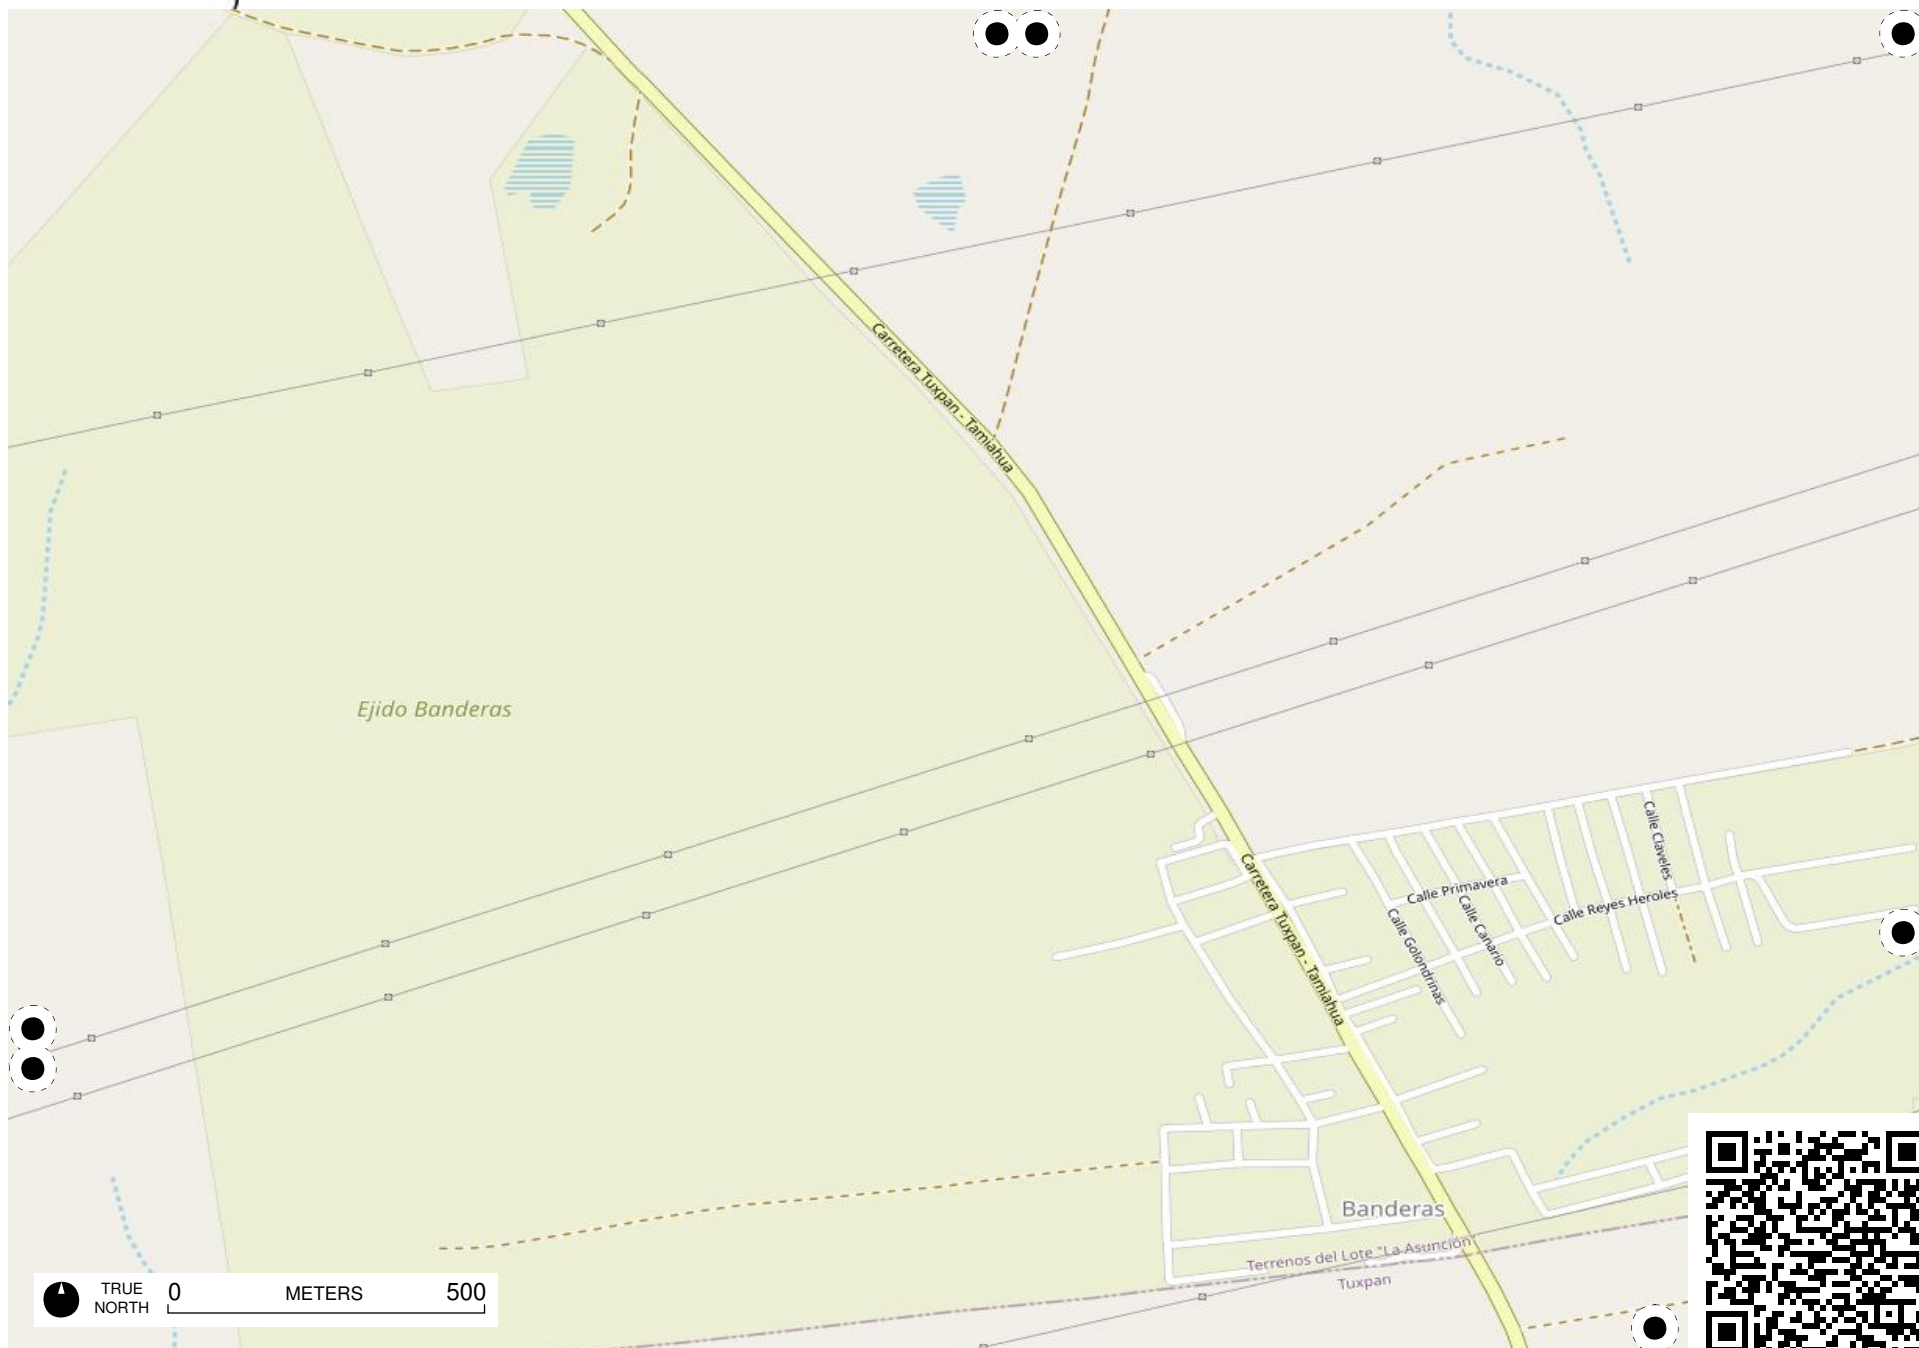 Carretera Tuxpan - Tamiahua
Ejido Banderas
Calle Claveles
Calle Primavera
Calle Reyes Heroles
Calle Canario
Calle Golondrinas
Carretera Tuxpan - Tamiahua
Banderas
Terrenos del Lote "La Asunción"
Tuxpan
TRUE
NORTH
0 METERS 500